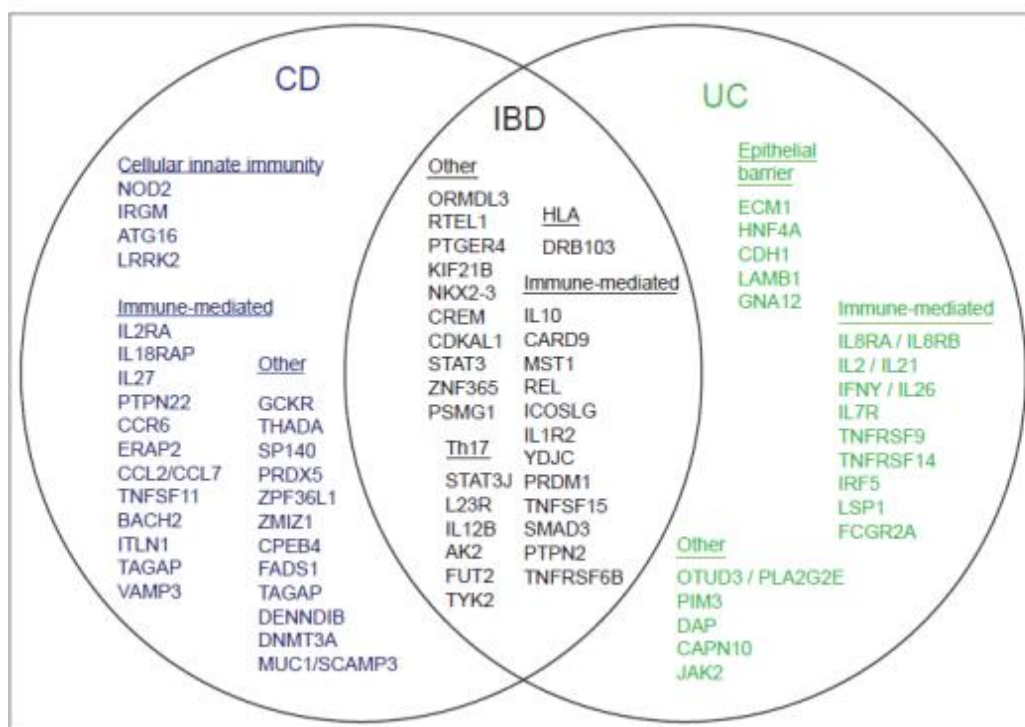 CD
Cellular innate immunity
NOD2
IRGM
ATG16
LRRK2
Immune-mediated
IL2RA
IL18RAP
IL27
PTPN22
CCR6
ERAP2
CCL2/CCL7
TNFSF11
BACH2
ITLN1
TAGAP
VAMP3
Other
GCKR
THADA
SP140
PRDX5
ZPF36L1
ZMIZ1
CPEB4
FADS1
TAGAP
DENNDIB
DNMT3A
MUC1/SCAMP3
IBD
Other
ORMDL3
RTEL1
PTGER4
KIF21B
NKX2-3
CREM
CDKAL1
STAT3
ZNF365
PSMG1
Th17
STAT3J
L23R
IL12B
AK2
FUT2
TYK2
HLA
DRB103
Immune-mediated
IL10
CARD9
MST1
REL
ICOSLG
IL1R2
YDJC
PRDM1
TNFSF15
SMAD3
PTPN2
TNFRSF6B
UC
Epithelial
barrier
ECM1
HNF4A
CDH1
LAMB1
GNA12
Immune-mediated
IL8RA / IL8RB
IL2 / IL21
IFNY / IL26
IL7R
TNFRSF9
TNFRSF14
IRF5
LSP1
FCGR2A
Other
OTUD3 / PLA2G2E
PIM3
DAP
CAPN10
JAK2